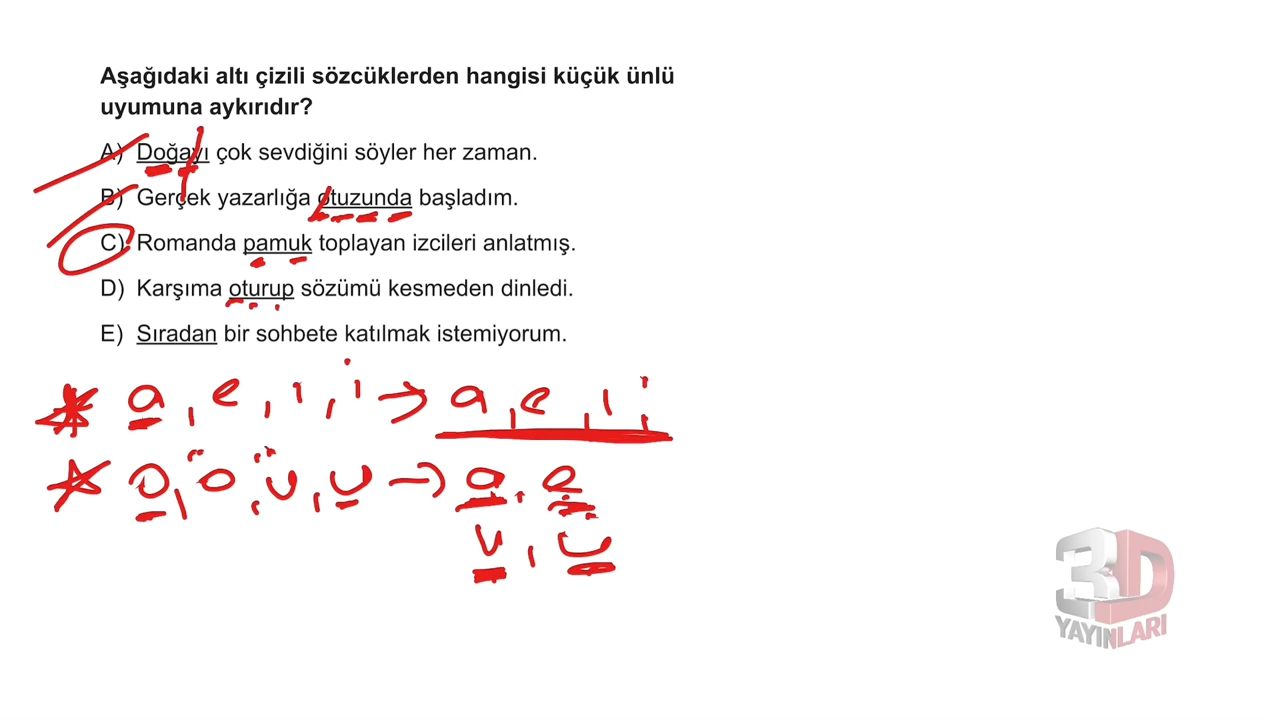 Aşağıdaki altı çizili sözcüklerden hangisi küçük ünlü
uyumuna aykırıdır?
A) Doğayı çok sevdiğini söyler her zaman.
B) Gerçek yazarlığa otuzunda başladım.
C) Romanda pamuk toplayan izcileri anlatmış.
D) Karşıma oturup sözümü kesmeden dinledi.
E) Sıradan bir sohbete katılmak istemiyorum.
a, e, ı, i → a, e, ı, i
o, ö, ü, u → a, e
u, ü
3D
YAYINLARI